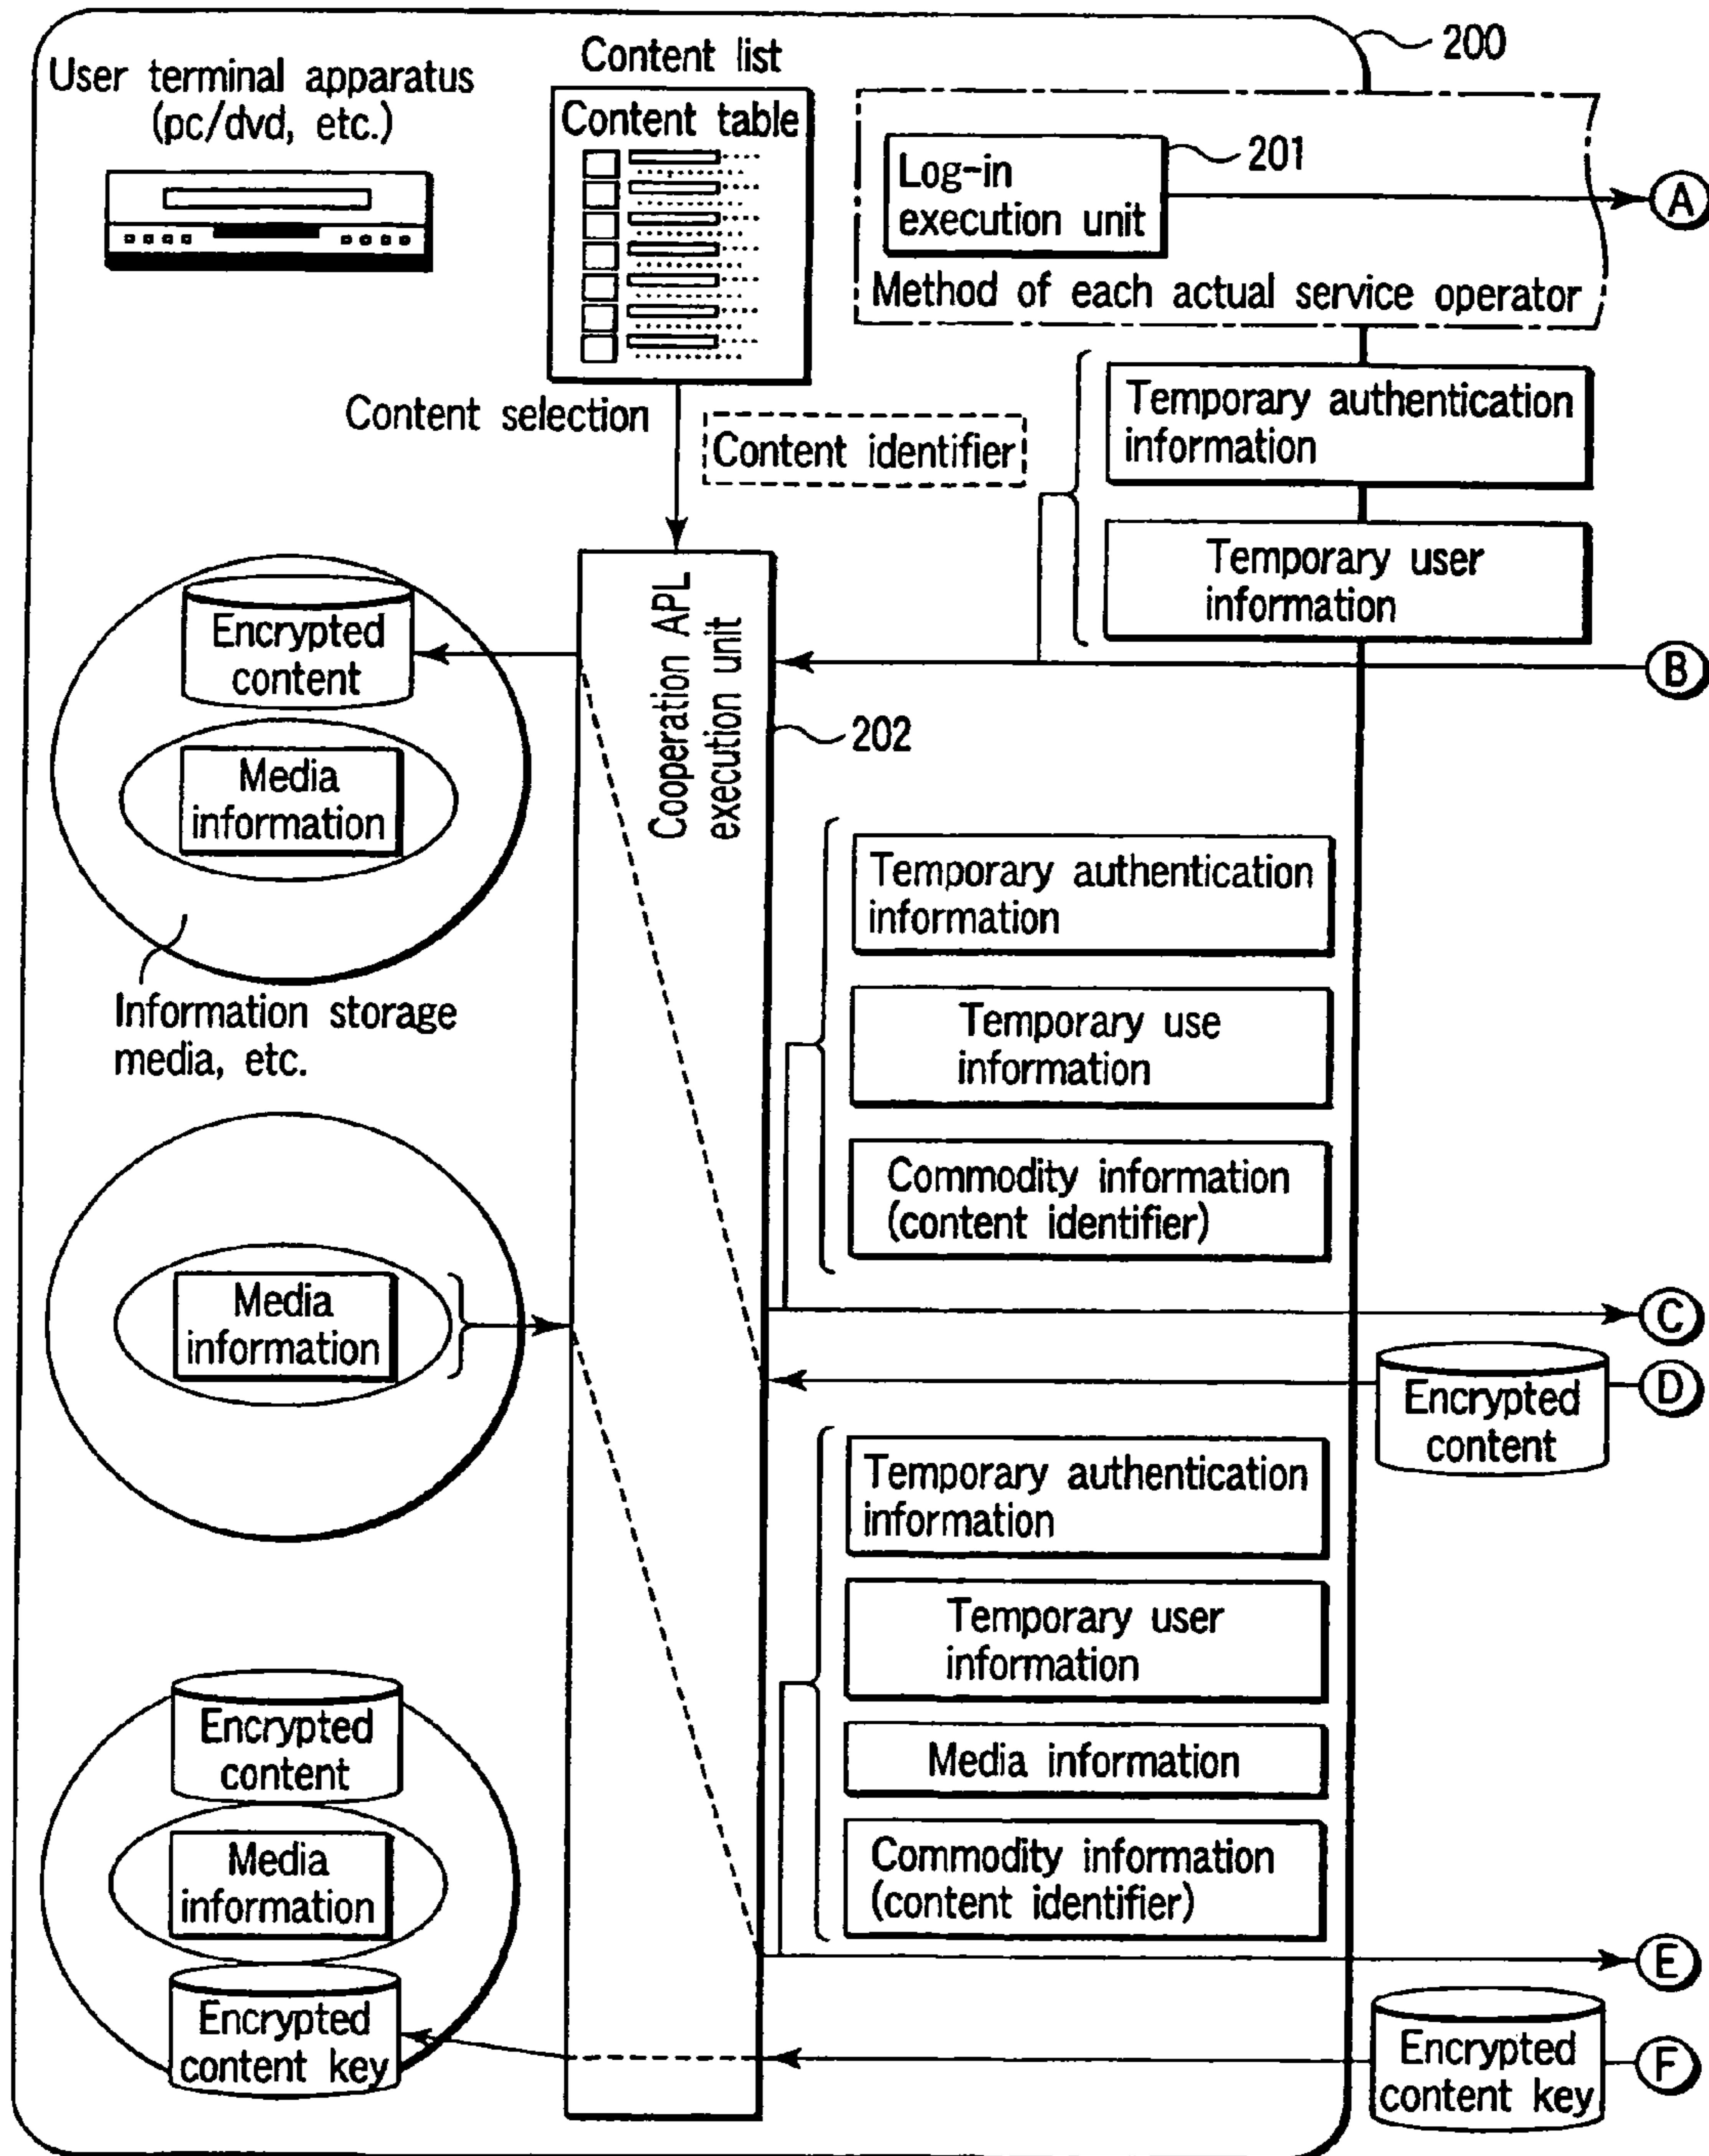 200
User terminal apparatus
(pc/dvd, etc.)
Content list
Content table
Log-in
execution unit
201
A
Method of each actual service operator
Content selection
Content identifier
Temporary authentication
information
Temporary user
information
B
Encrypted
content
Media
information
Cooperation APL
execution unit
202
Information storage
media, etc.
Temporary authentication
information
Temporary use
information
Commodity information
(content identifier)
Media
information
C
D
Encrypted
content
Temporary authentication
information
Temporary user
information
Media information
Commodity information
(content identifier)
Encrypted
content
Media
information
Encrypted
content key
E
Encrypted
content key
F